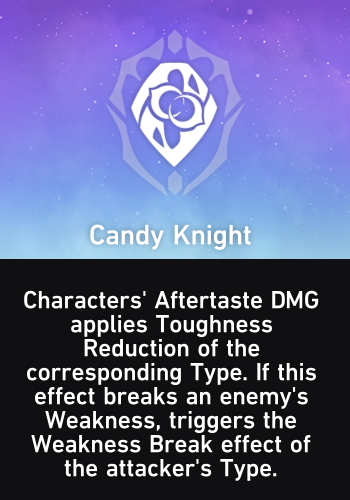 Candy Knight
Characters' Aftertaste DMG
applies Toughness
Reduction of the
corresponding Type. If this
effect breaks an enemy's
Weakness, triggers the
Weakness Break effect of
the attacker's Type.